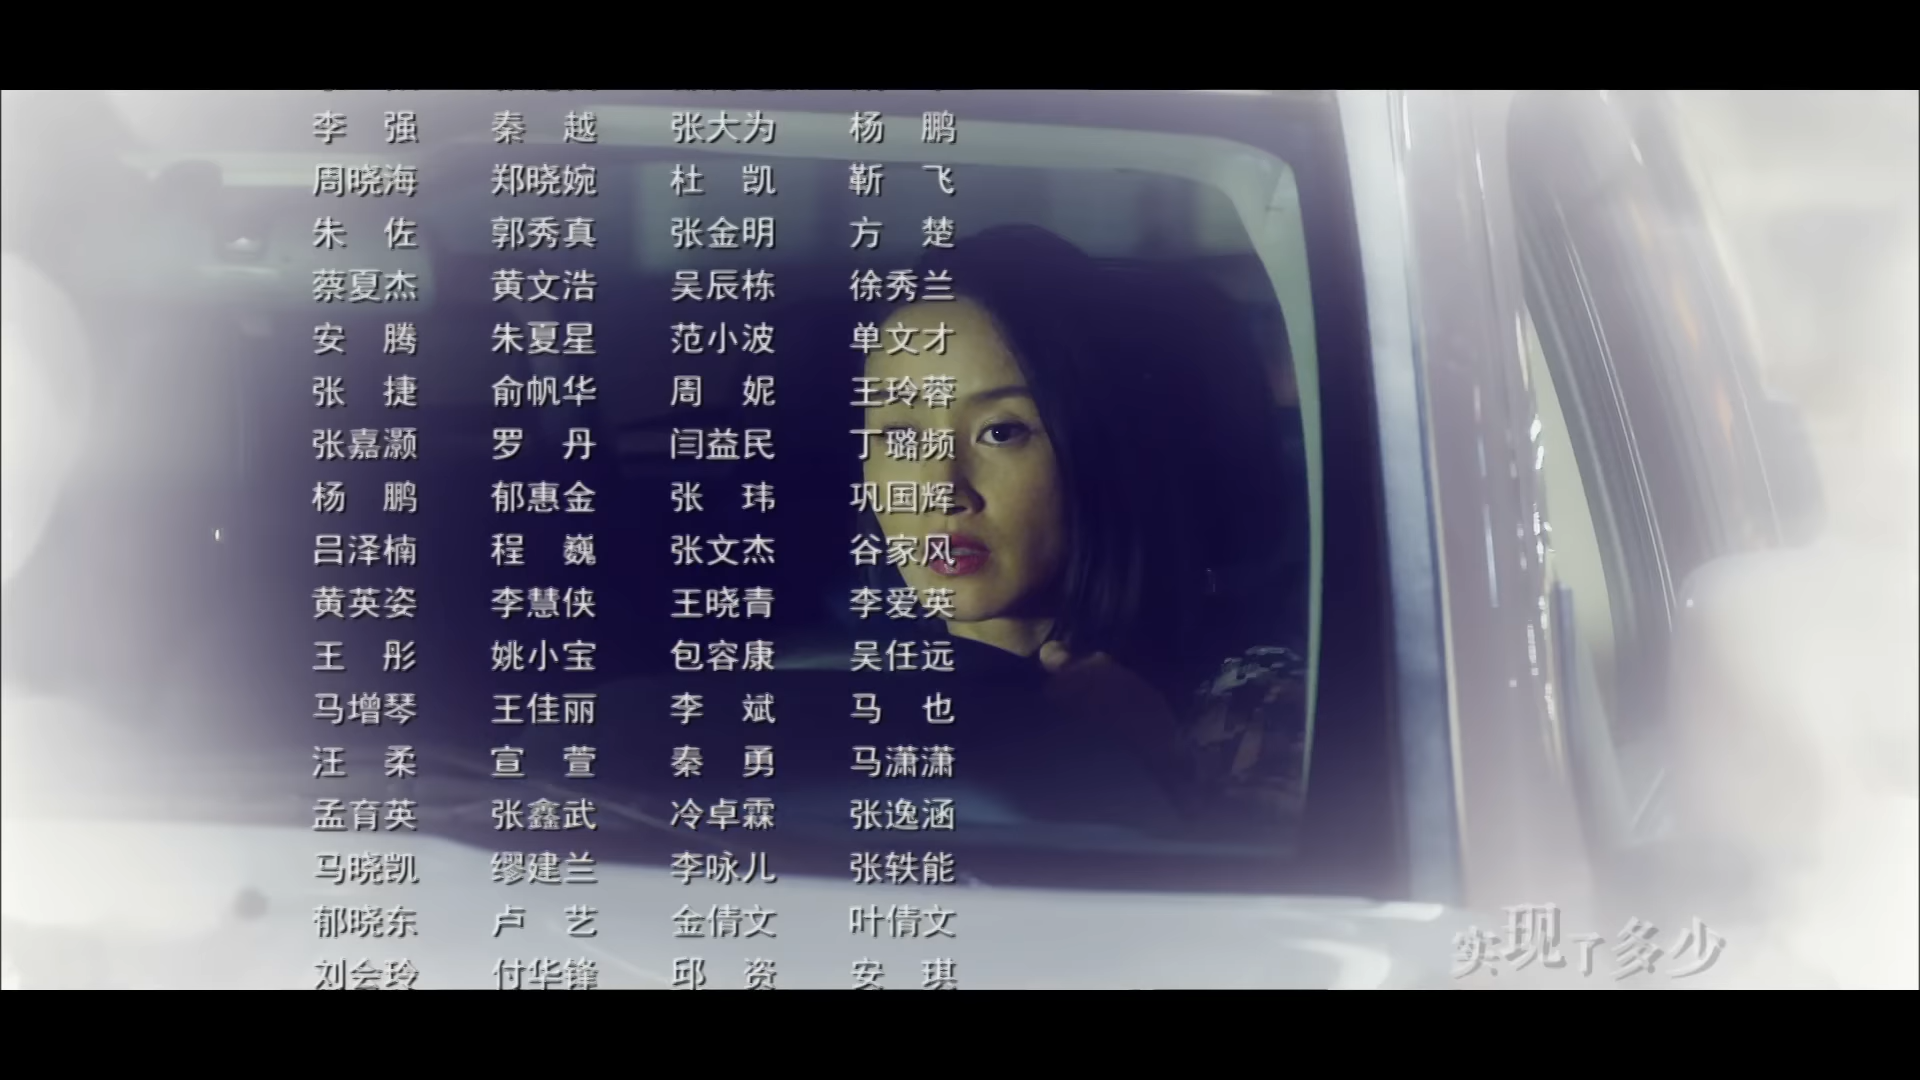 李 强 秦 越 张大为 杨 鹏
周晓海 郑晓婉 杜 凯 靳 飞
朱 佐 郭秀真 张金明 方 楚
蔡夏杰 黄文浩 吴辰栋 徐秀兰
安 腾 朱夏星 范小波 单文才
张 捷 俞帆华 周 妮 王玲蓉
张嘉灏 罗 丹 闫益民 丁璐频
杨 鹏 郁惠金 张 玮 巩国辉
吕泽楠 程 巍 张文杰 谷家风
黄英姿 李慧侠 王晓青 李爱英
王 彤 姚小宝 包容康 吴任远
马增琴 王佳丽 李 斌 马 也
汪 柔 宣 萱 秦 勇 马潇潇
孟育英 张鑫武 冷卓霖 张逸涵
马晓凯 缪建兰 李咏儿 张轶能
郁晓东 卢 艺 金倩文 叶倩文
刘会玲 付华锋 邱 资 安 琪
实现了多少